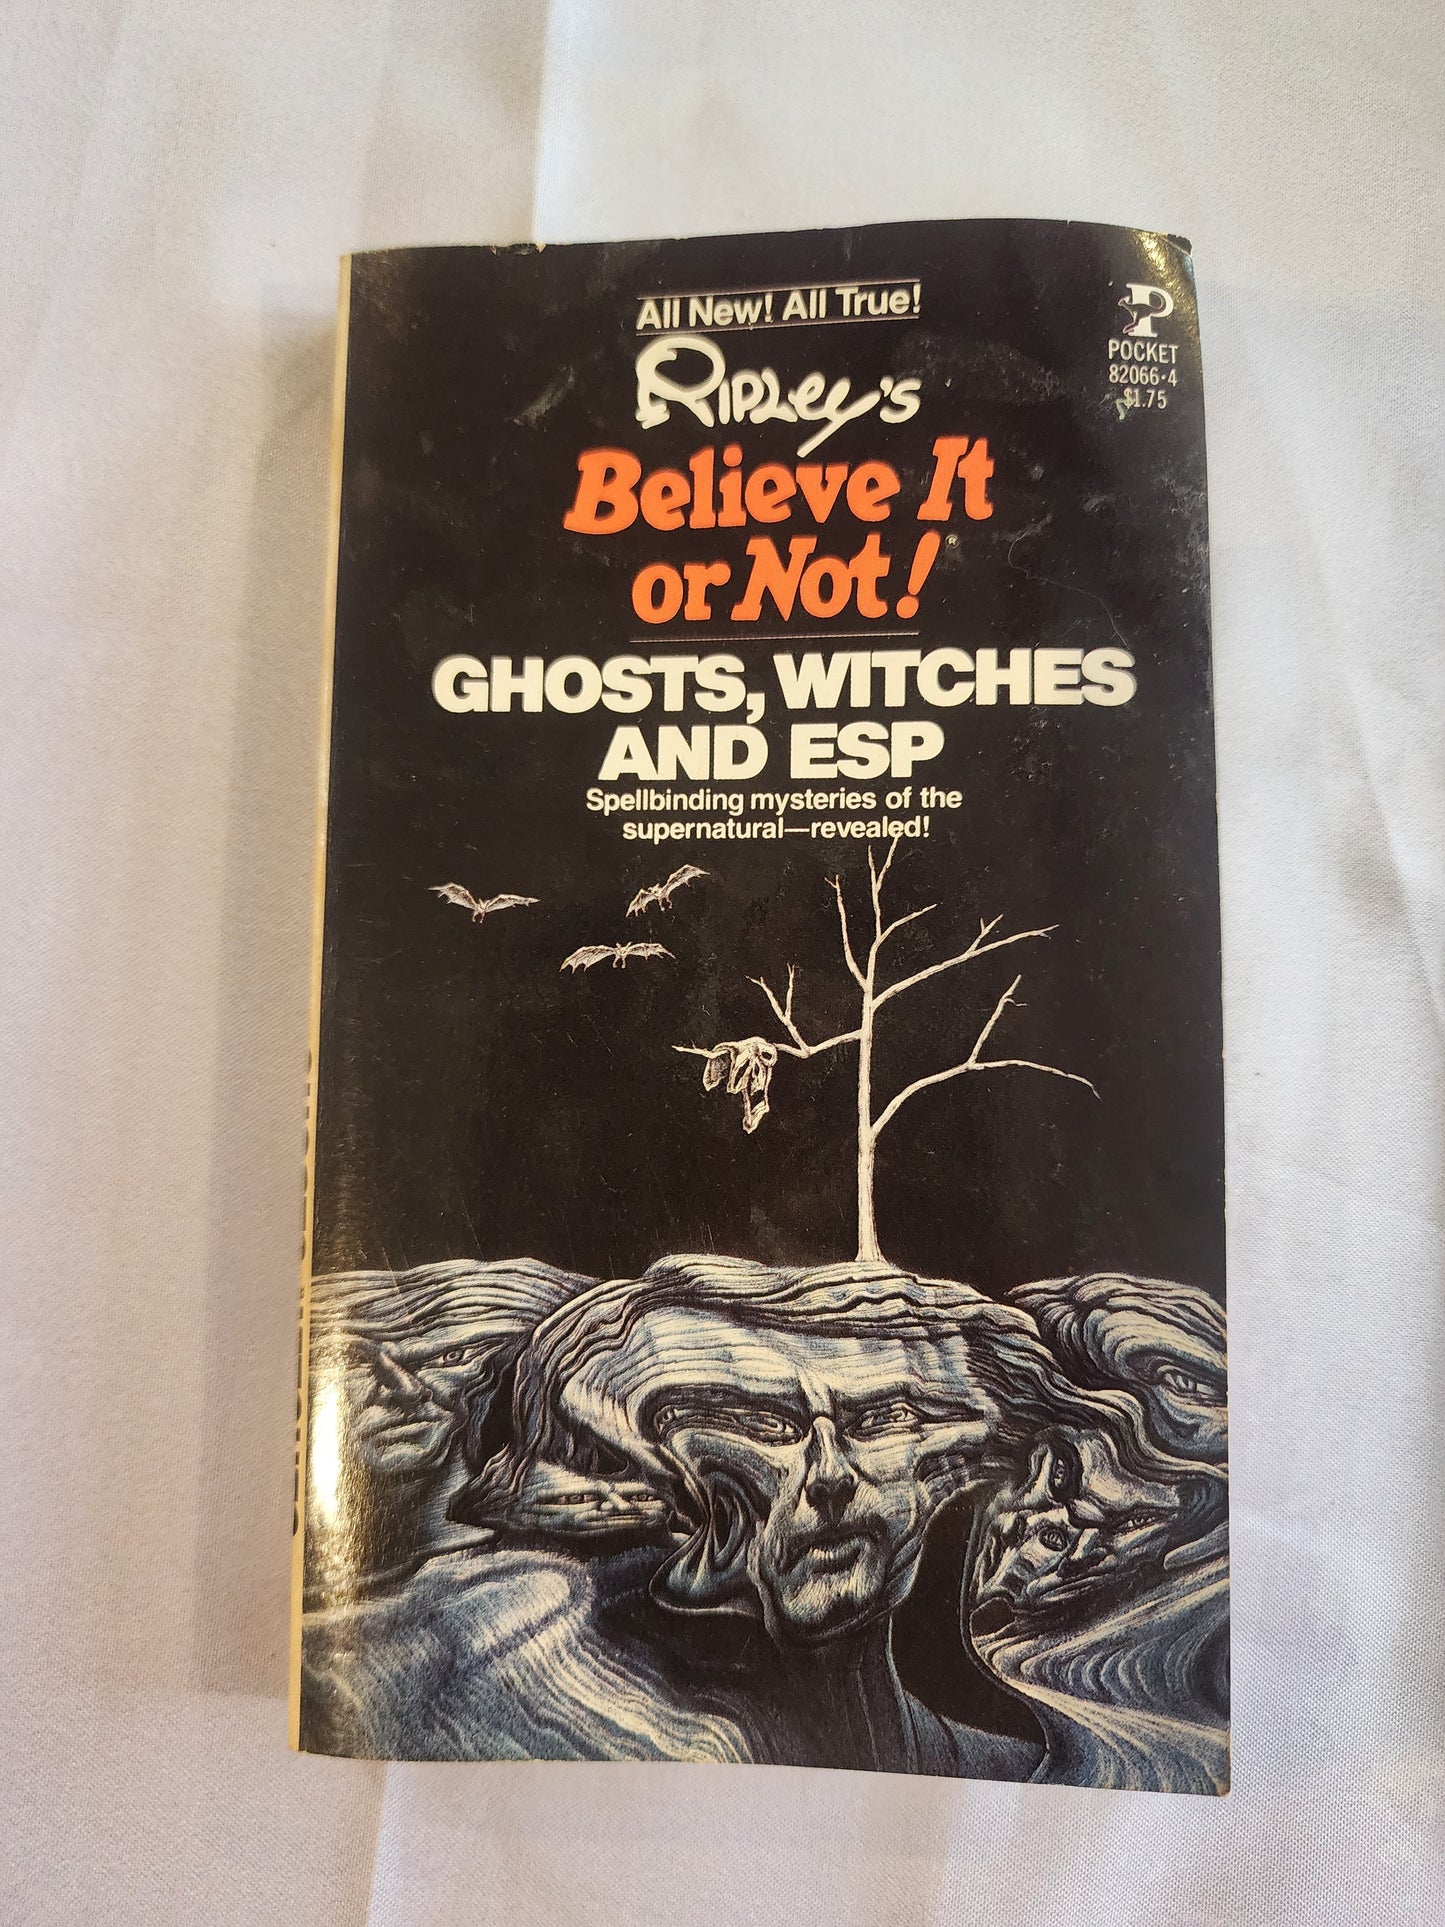 All New! All True!
Ripley's
Believe It
or Not!®
GHOSTS, WITCHES
AND ESP
Spellbinding mysteries of the
supernatural—revealed!
P
POCKET
82066·4
$1.75